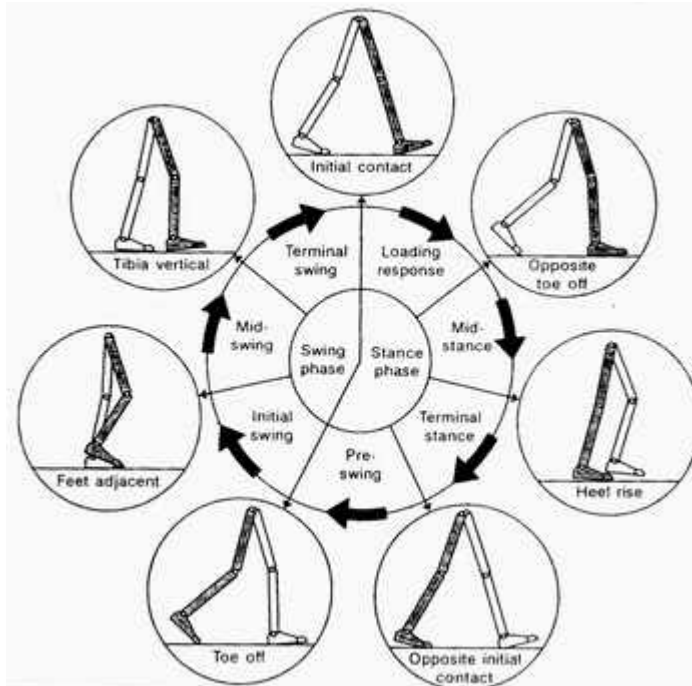 Initial contact
Opposite
toe off
Heel rise
Opposite initial
contact
Toe off
Feet adjacent
Tibia vertical
Terminal
swing
Loading
response
Mid-
swing
Swing
phase
Stance
phase
Mid-
stance
Initial
swing
Pre-
swing
Terminal
stance